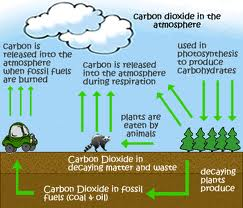 Carbon dioxide in the
atmosphere
Carbon is
released into the
atmosphere
when fossil fuels
are burned
Carbon is released
into the atmosphere
during respiration
used in
photosynthesis
to produce
Carbohydrates
plants are
eaten by
animals
Carbon Dioxide in
decaying matter and waste
decaying
plants
produce
Carbon Dioxide in fossil
fuels (coal & oil)